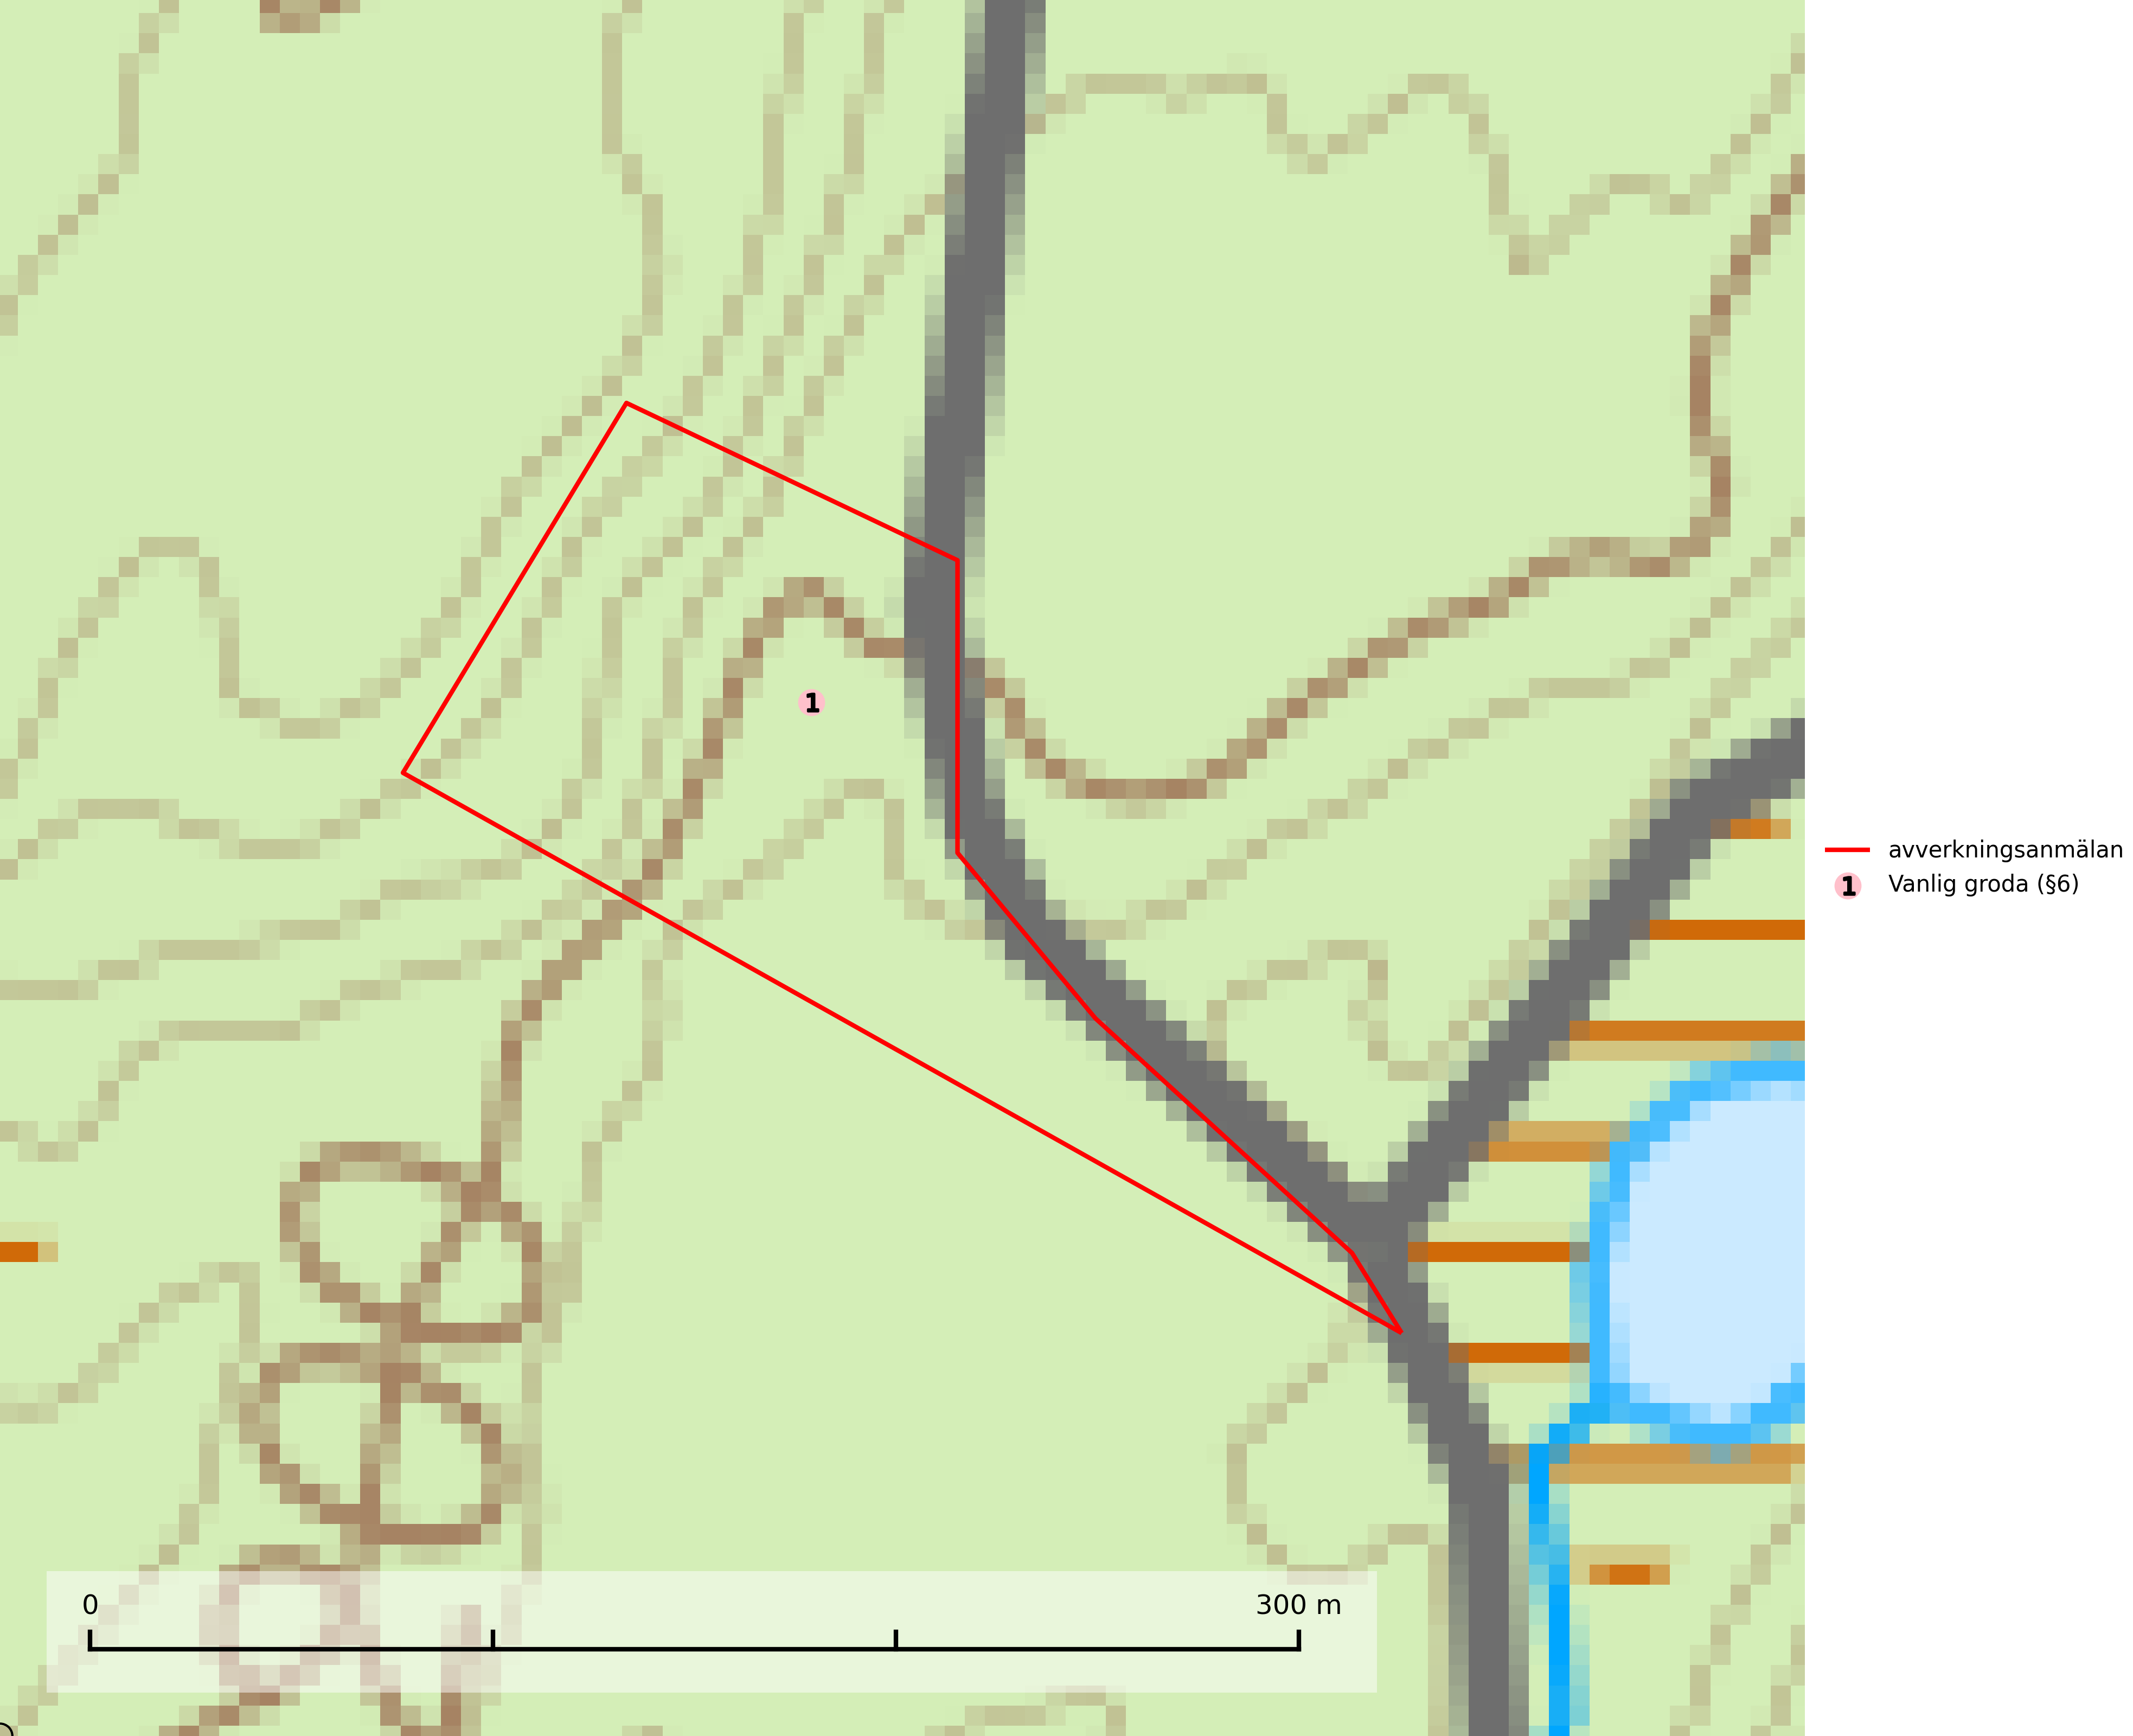 1
avverkningsanmälan
1 Vanlig groda (§6)
0 300 m